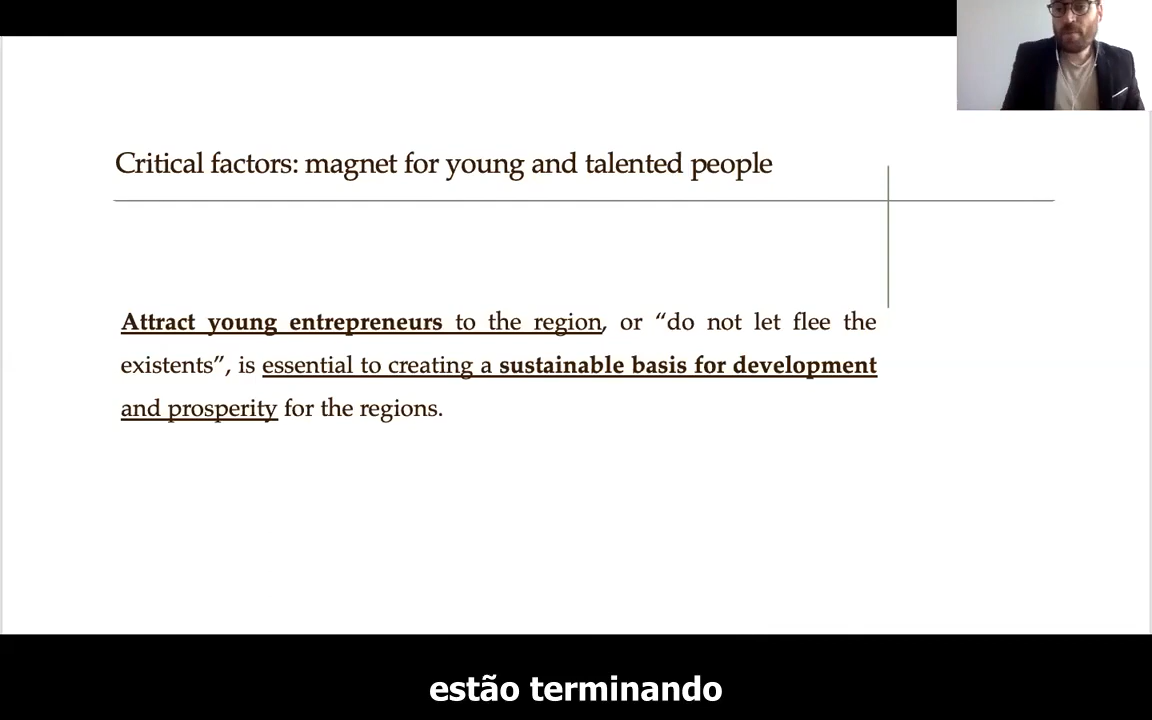 Critical factors: magnet for young and talented people
Attract young entrepreneurs to the region, or “do not let flee the
existents”, is essential to creating a sustainable basis for development
and prosperity for the regions.
estão terminando